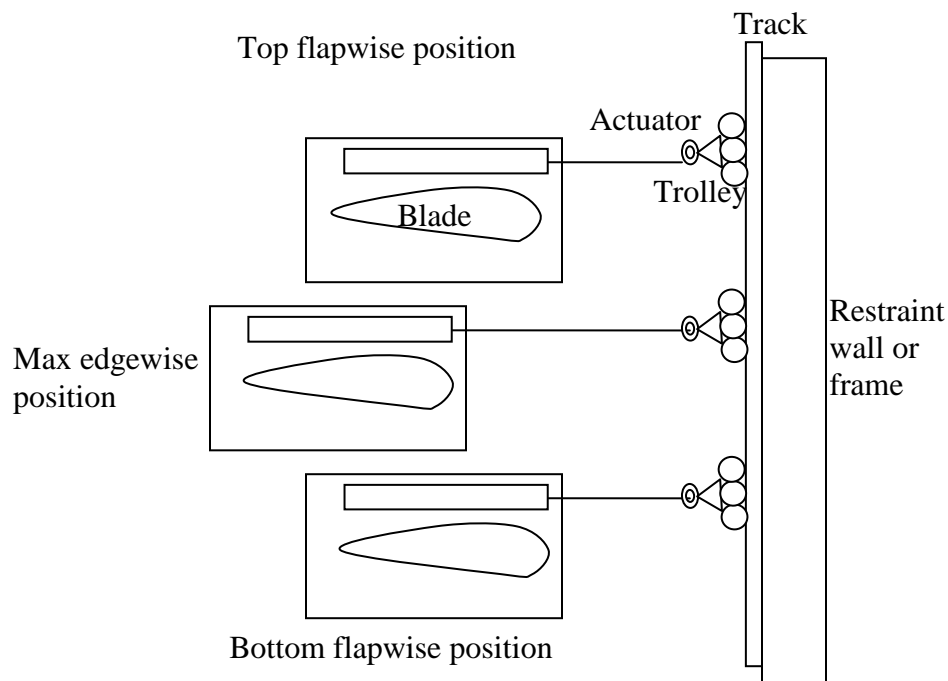 Track
Top flapwise position
Actuator
Trolley
Blade
Restraint
wall or
frame
Max edgewise
position
Bottom flapwise position